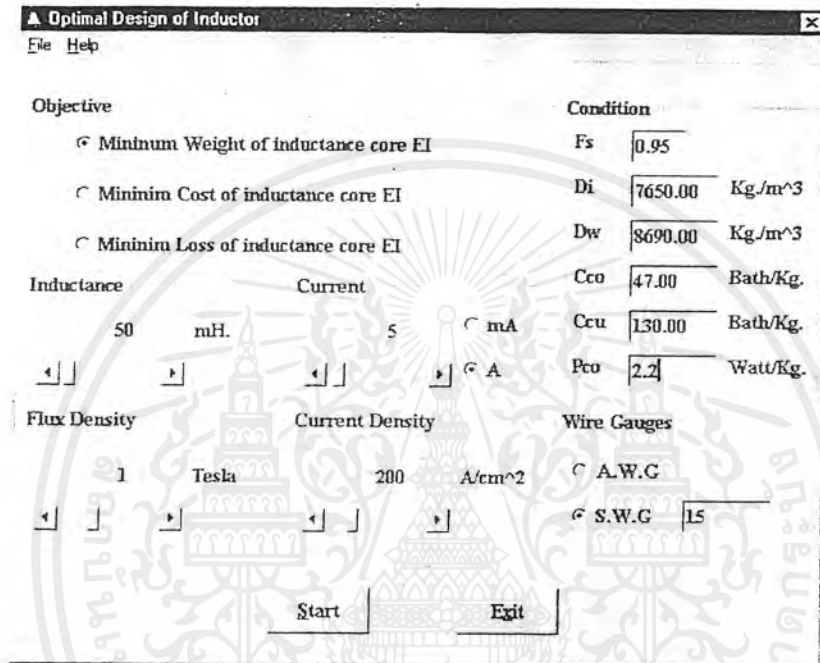 Optimal Design of Inductor
File Help
Objective
Mininum Weight of inductance core EI
Minimim Cost of inductance core EI
Minimim Loss of inductance core EI
Condition
Fs 0.95
Di 7650.00 Kg./m^3
Dw 8690.00 Kg./m^3
Cco 47.00 Bath/Kg.
Ccu 130.00 Bath/Kg.
Pco 2.2 Watt/Kg.
Inductance
50 mH.
Current
5
mA
A
Flux Density
1 Tesla
Current Density
200 A/cm^2
Wire Gauges
A.W.G
S.W.G 15
Start Exit